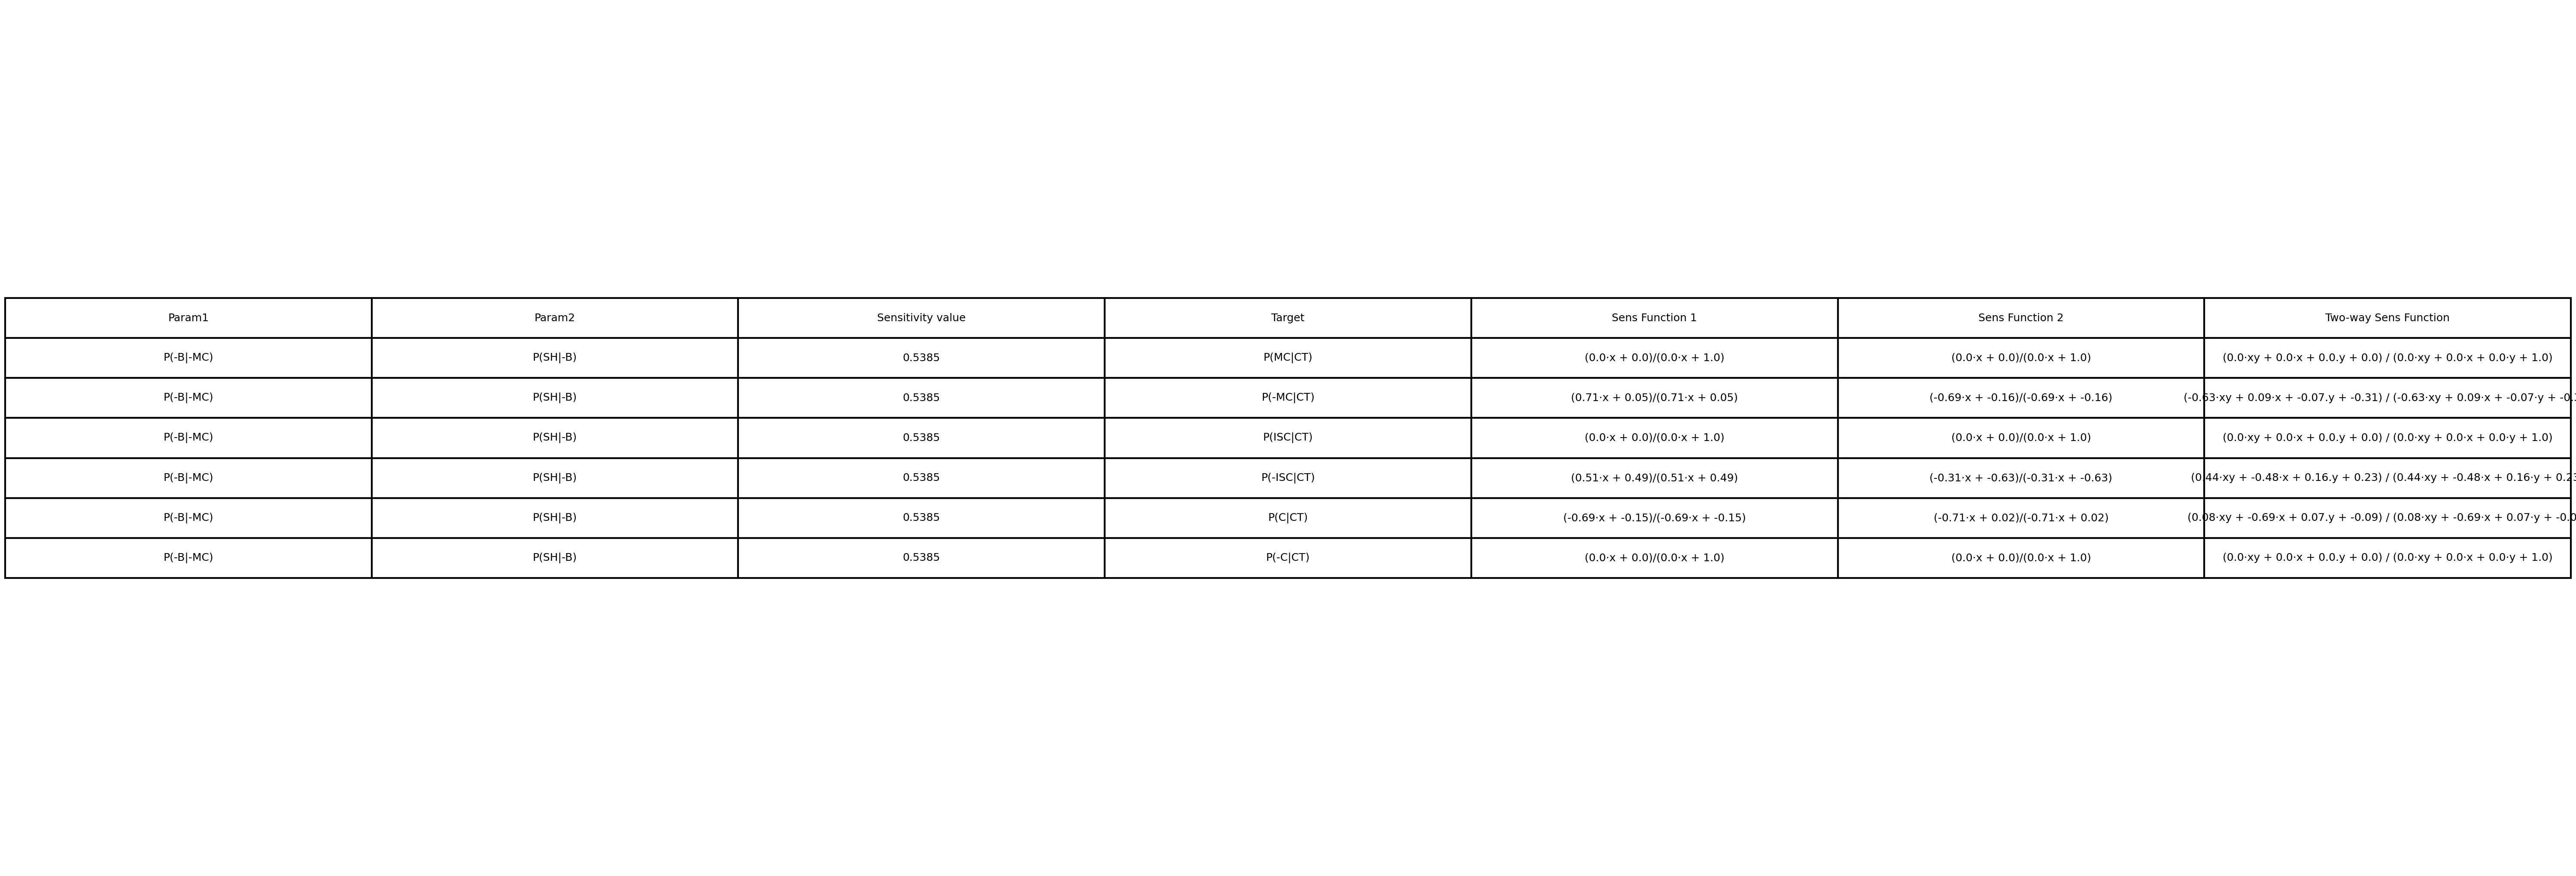 Param1 Param2 Sensitivity value Target Sens Function 1 Sens Function 2 Two-way Sens Function
P(-B|-MC) P(SH|-B) 0.5385 P(MC|CT) (0.0·x + 0.0)/(0.0·x + 1.0) (0.0·x + 0.0)/(0.0·x + 1.0) (0.0·xy + 0.0·x + 0.0.y + 0.0) / (0.0·xy + 0.0·x + 0.0·y + 1.0)
P(-B|-MC) P(SH|-B) 0.5385 P(-MC|CT) (0.71·x + 0.05)/(0.71·x + 0.05) (-0.69·x + -0.16)/(-0.69·x + -0.16) (-0.63·xy + 0.09·x + -0.07.y + -0.31) / (-0.63·xy + 0.09·x + -0.07·y +
P(-B|-MC) P(SH|-B) 0.5385 P(ISC|CT) (0.0·x + 0.0)/(0.0·x + 1.0) (0.0·x + 0.0)/(0.0·x + 1.0) (0.0·xy + 0.0·x + 0.0.y + 0.0) / (0.0·xy + 0.0·x + 0.0·y + 1.0)
P(-B|-MC) P(SH|-B) 0.5385 P(-ISC|CT) (0.51·x + 0.49)/(0.51·x + 0.49) (-0.31·x + -0.63)/(-0.31·x + -0.63) (0.44·xy + -0.48·x + 0.16.y + 0.23) / (0.44·xy + -0.48·x + 0.16·y + 0.23
P(-B|-MC) P(SH|-B) 0.5385 P(C|CT) (-0.69·x + -0.15)/(-0.69·x + -0.15) (-0.71·x + 0.02)/(-0.71·x + 0.02) (0.08·xy + -0.69·x + 0.07.y + -0.09) / (0.08·xy + -0.69·x + 0.07·y +
P(-B|-MC) P(SH|-B) 0.5385 P(-C|CT) (0.0·x + 0.0)/(0.0·x + 1.0) (0.0·x + 0.0)/(0.0·x + 1.0) (0.0·xy + 0.0·x + 0.0.y + 0.0) / (0.0·xy + 0.0·x + 0.0·y + 1.0)